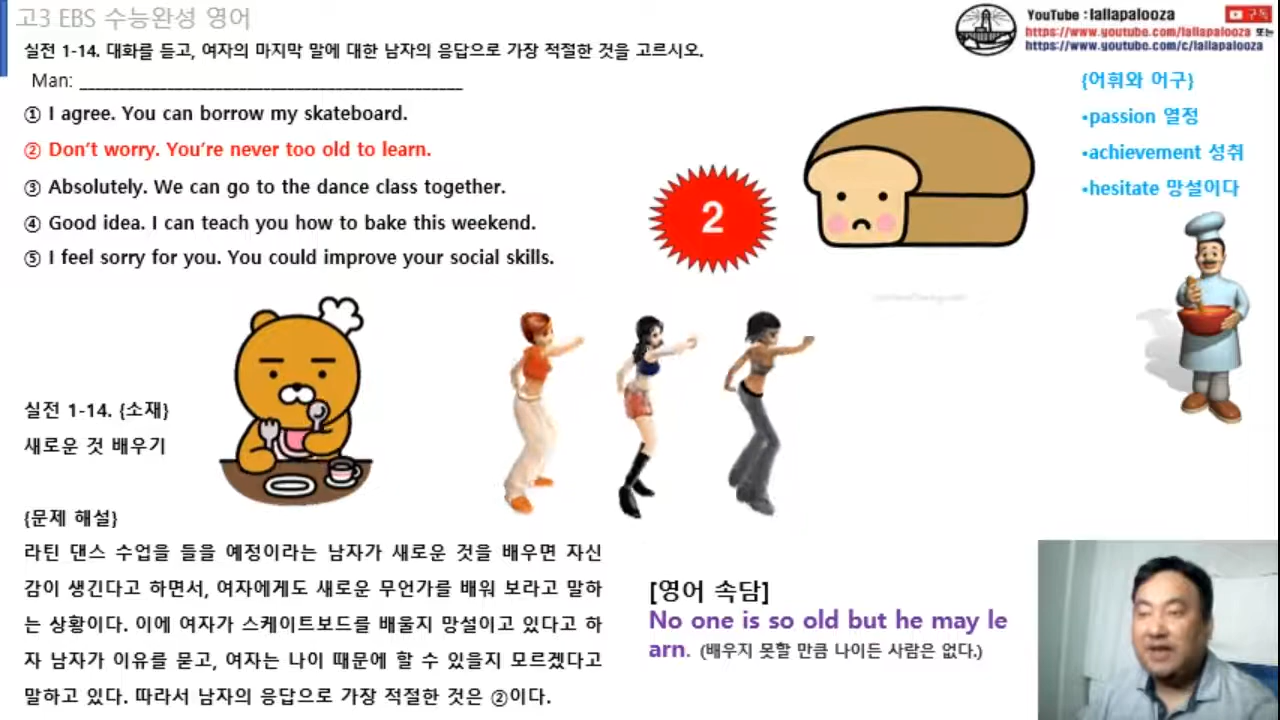 고3 EBS 수능완성 영어
YouTube : lallapalooza
구독
https://www.youtube.com/lallapalooza 또는
https://www.youtube.com/c/lallapalooza
실전 1-14. 대화를 듣고, 여자의 마지막 말에 대한 남자의 응답으로 가장 적절한 것을 고르시오.
Man: ________________________________________________
① I agree. You can borrow my skateboard.
② Don’t worry. You’re never too old to learn.
③ Absolutely. We can go to the dance class together.
④ Good idea. I can teach you how to bake this weekend.
⑤ I feel sorry for you. You could improve your social skills.
2
{어휘와 어구}
•passion 열정
•achievement 성취
•hesitate 망설이다
실전 1-14. {소재}
새로운 것 배우기
{문제 해설}
라틴 댄스 수업을 들을 예정이라는 남자가 새로운 것을 배우면 자신
감이 생긴다고 하면서, 여자에게도 새로운 무언가를 배워 보라고 말하
는 상황이다. 이에 여자가 스케이트보드를 배울지 망설이고 있다고 하
자 남자가 이유를 묻고, 여자는 나이 때문에 할 수 있을지 모르겠다고
말하고 있다. 따라서 남자의 응답으로 가장 적절한 것은 ②이다.
[영어 속담]
No one is so old but he may le
arn. (배우지 못할 만큼 나이든 사람은 없다.)